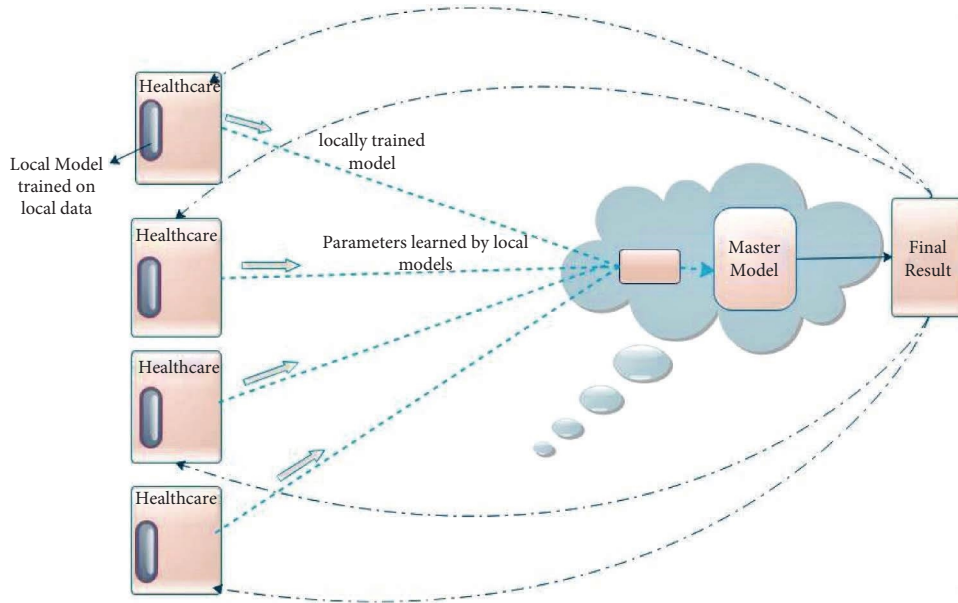 Healthcare
Local Model
trained on
local data
locally trained
model
Healthcare
Parameters learned by local
models
Master
Model
Final
Result
Healthcare
Healthcare